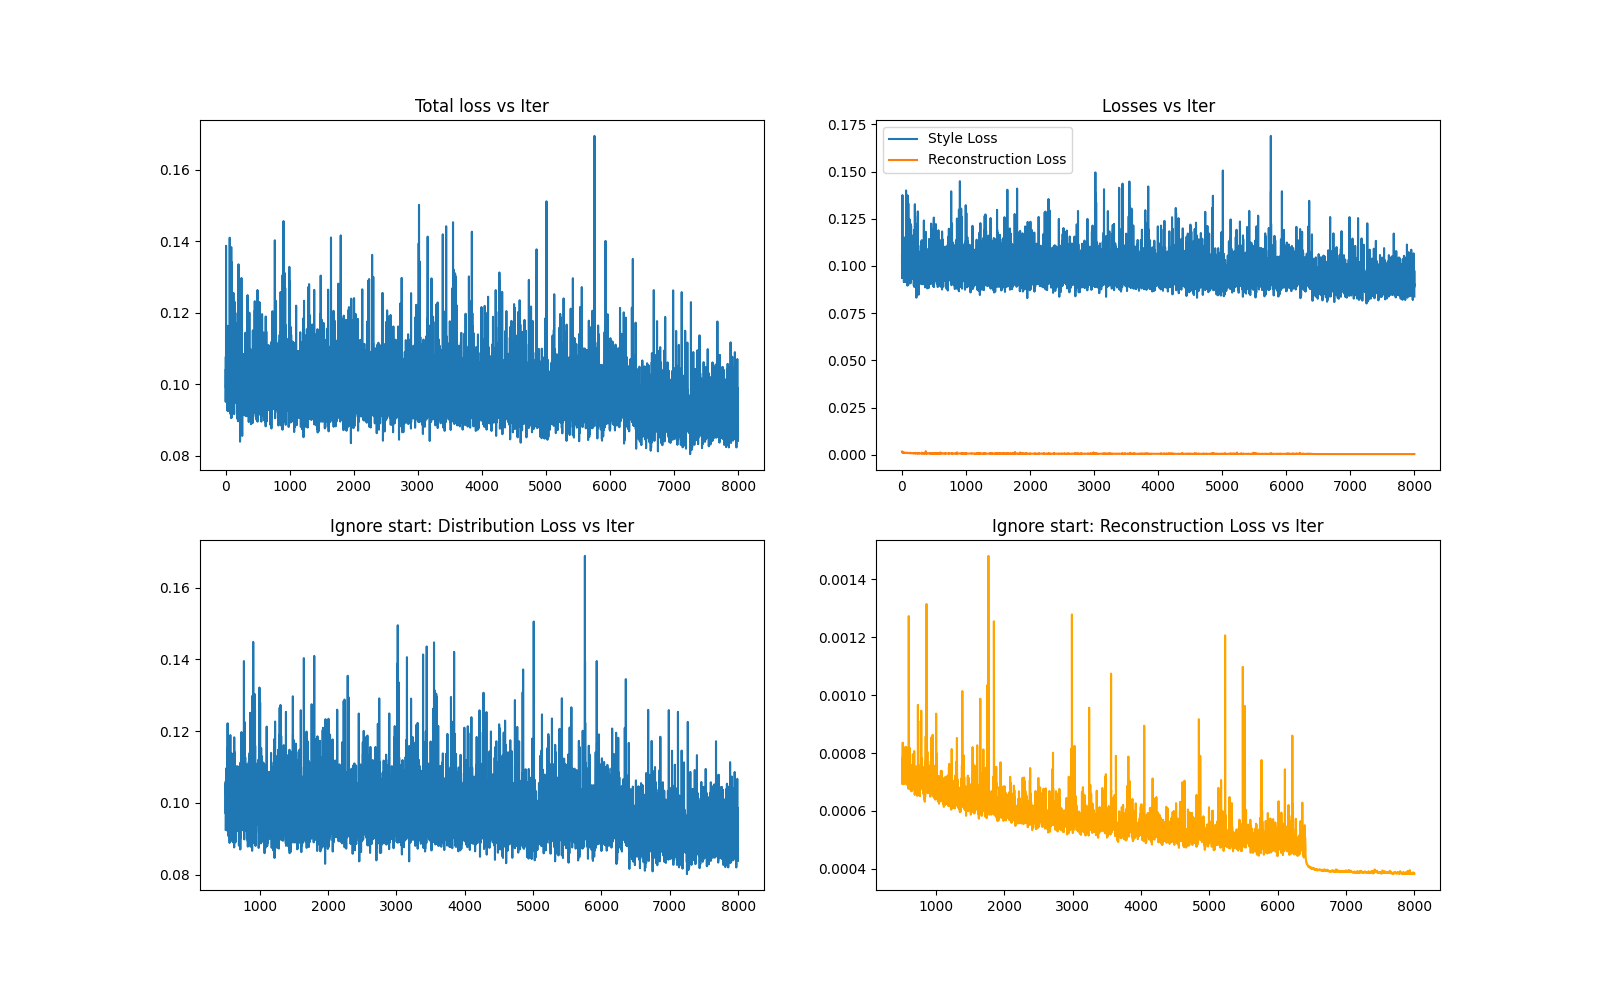 Total loss vs Iter
0.16
0.14
0.12
0.10
0.08
0 1000 2000 3000 4000 5000 6000 7000 8000
Losses vs Iter
Style Loss
Reconstruction Loss
0.175
0.150
0.125
0.100
0.075
0.050
0.025
0.000
0 1000 2000 3000 4000 5000 6000 7000 8000
Ignore start: Distribution Loss vs Iter
0.16
0.14
0.12
0.10
0.08
1000 2000 3000 4000 5000 6000 7000 8000
Ignore start: Reconstruction Loss vs Iter
0.0014
0.0012
0.0010
0.0008
0.0006
0.0004
1000 2000 3000 4000 5000 6000 7000 8000